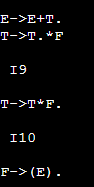 E->E+T.
T->T.*F
I9
T->T*F.
I10
F->(E).